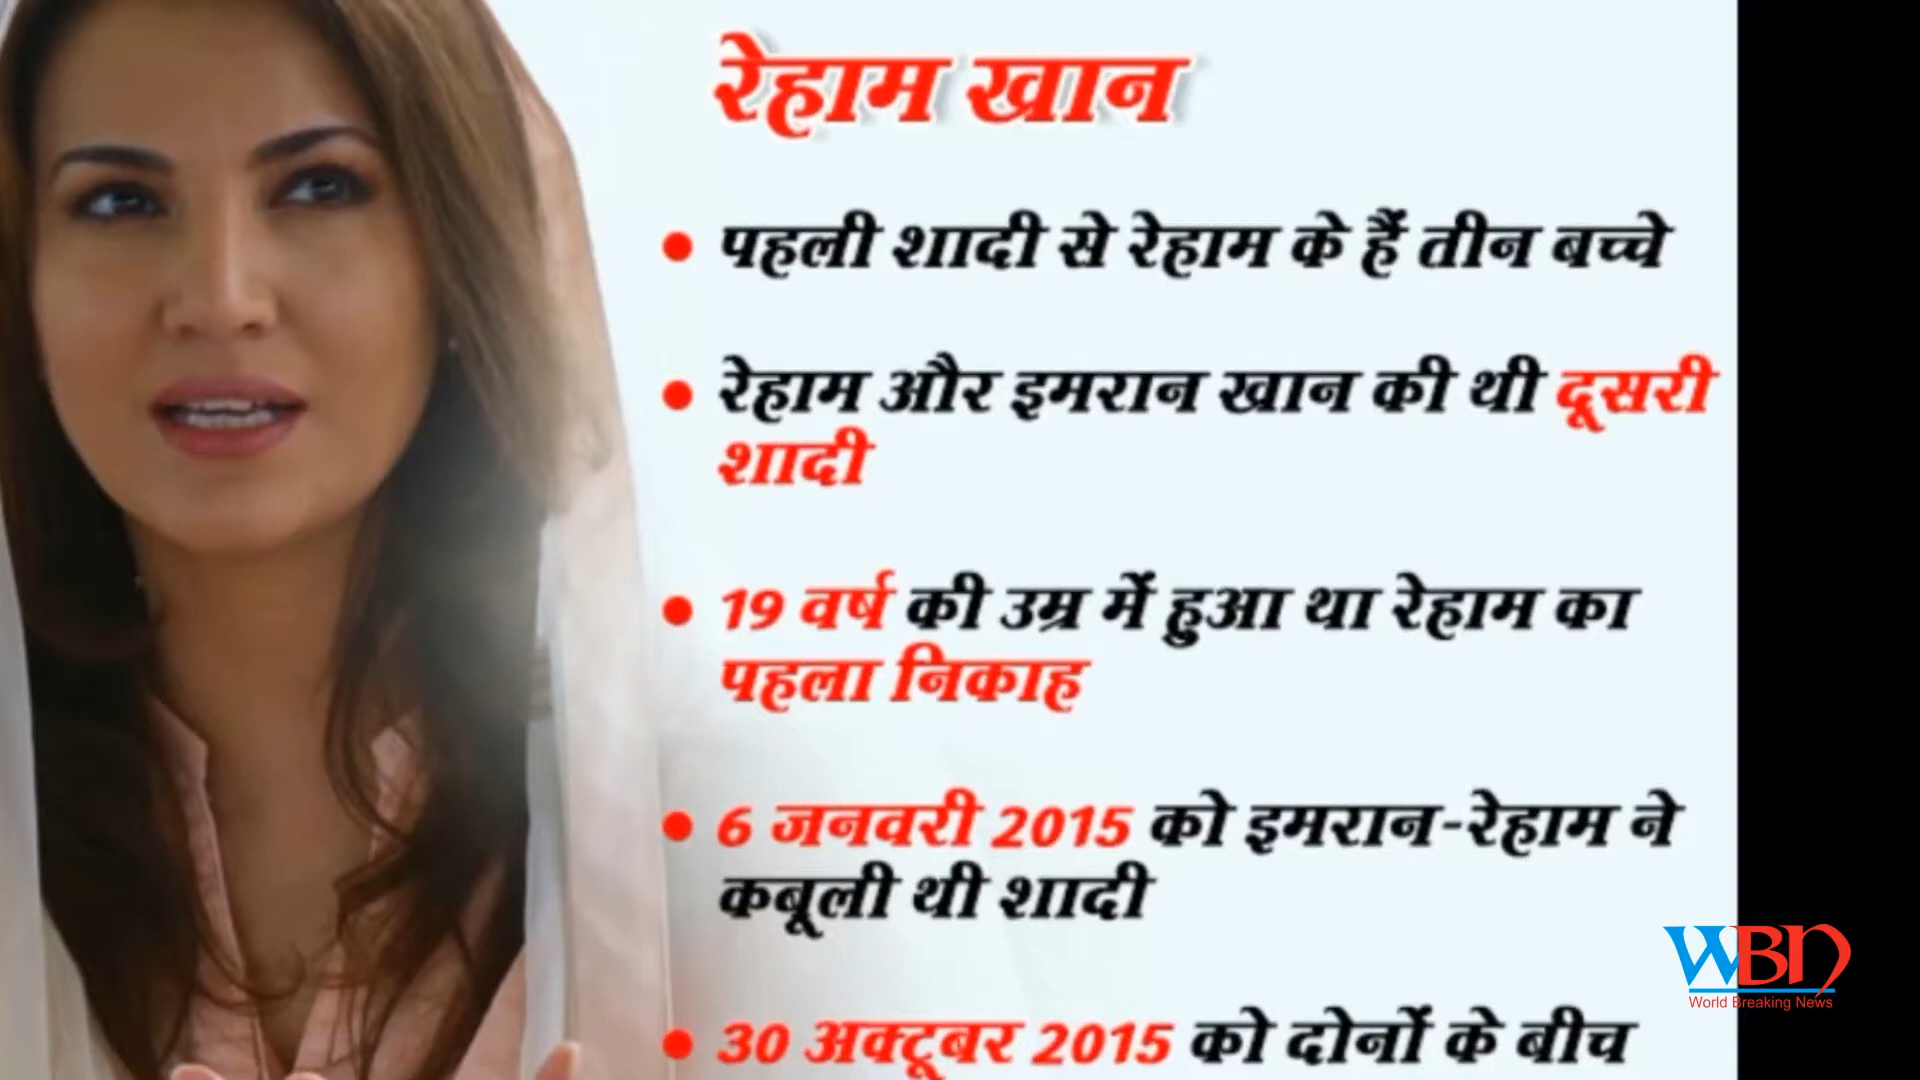 रेहाम खान
• पहली शादी से रेहाम के हैं तीन बच्चे
• रेहाम और इमरान खान की थी दूसरी
शादी
• 19 वर्ष की उम्र में हुआ था रेहाम का
पहला निकाह
• 6 जनवरी 2015 को इमरान-रेहाम ने
कबूली थी शादी
• 30 अक्टूबर 2015 को दोनों के बीच
WBN
World Breaking News